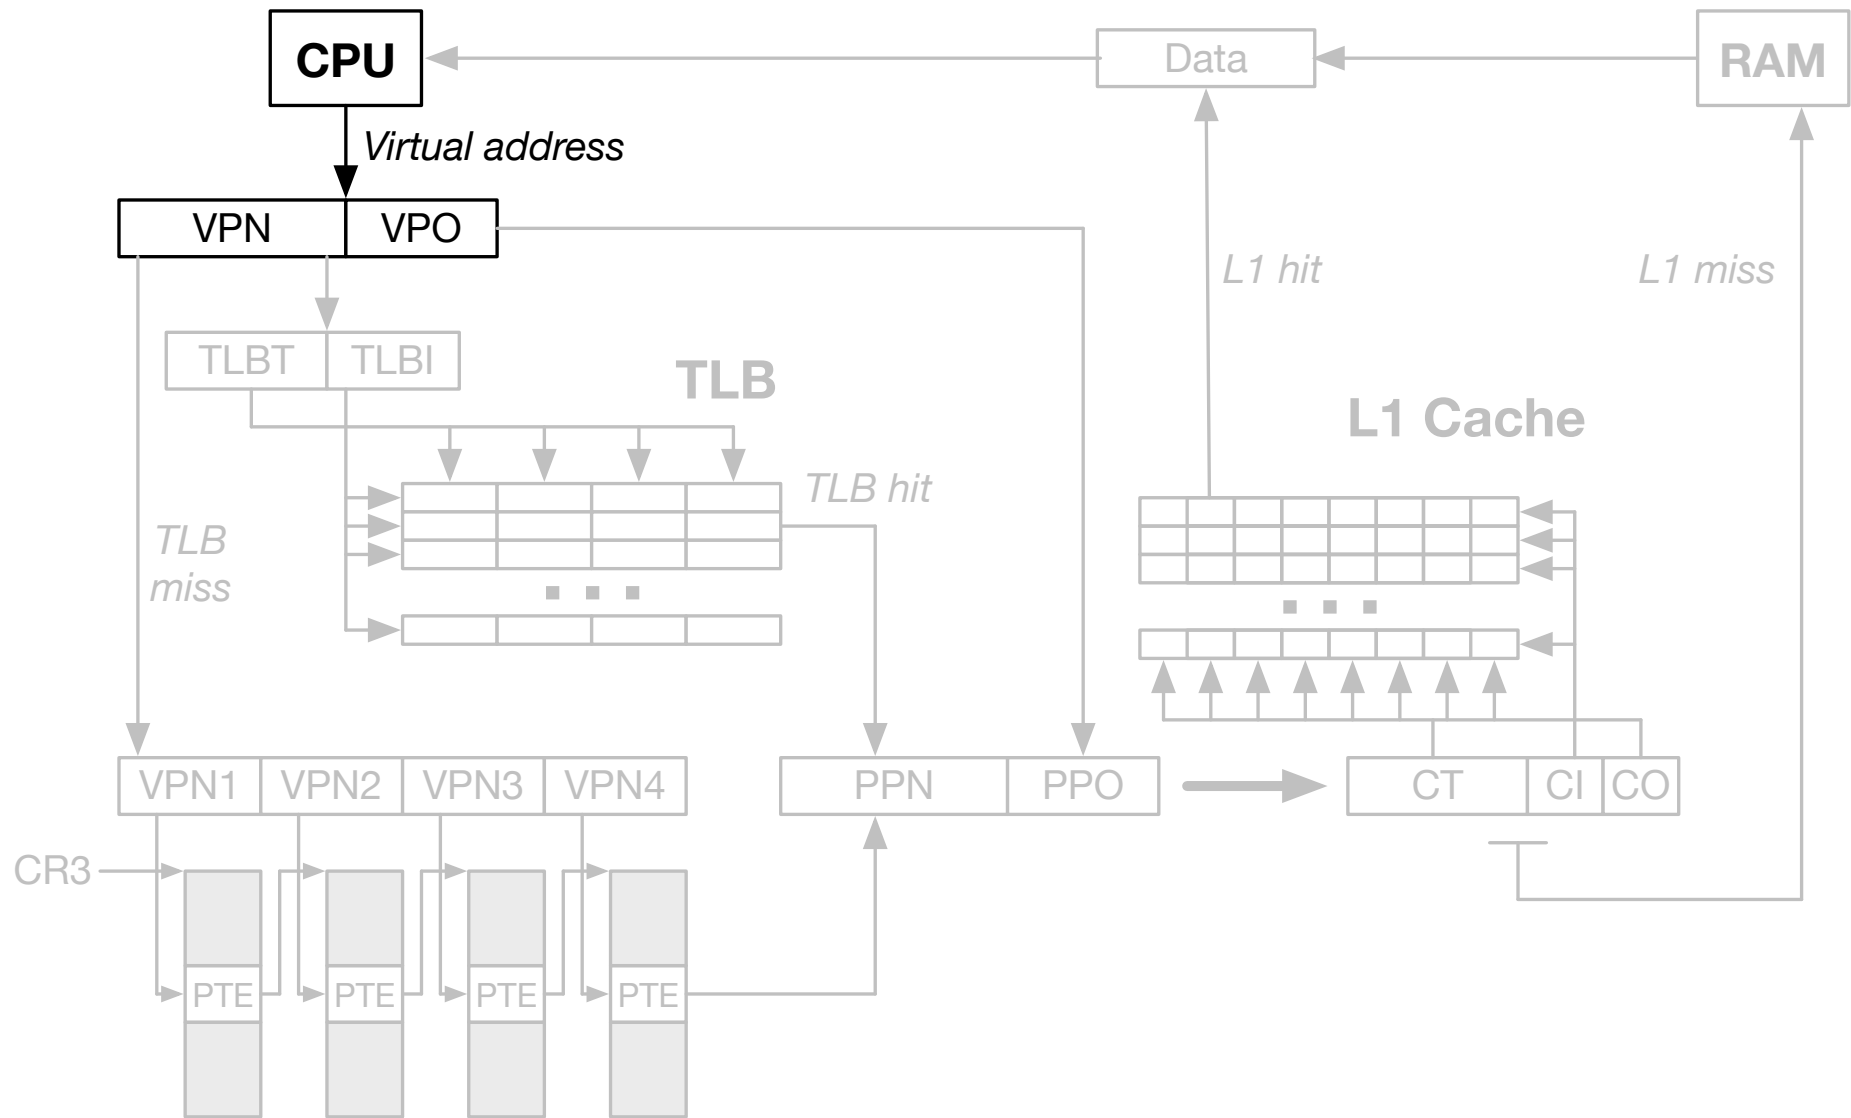 CPU
Data
RAM
Virtual address
VPN VPO
L1 hit
L1 miss
TLBT TLBI
TLB
L1 Cache
TLB hit
TLB
miss
VPN1 VPN2 VPN3 VPN4
PPN PPO
CT CI CO
CR3
PTE PTE PTE PTE